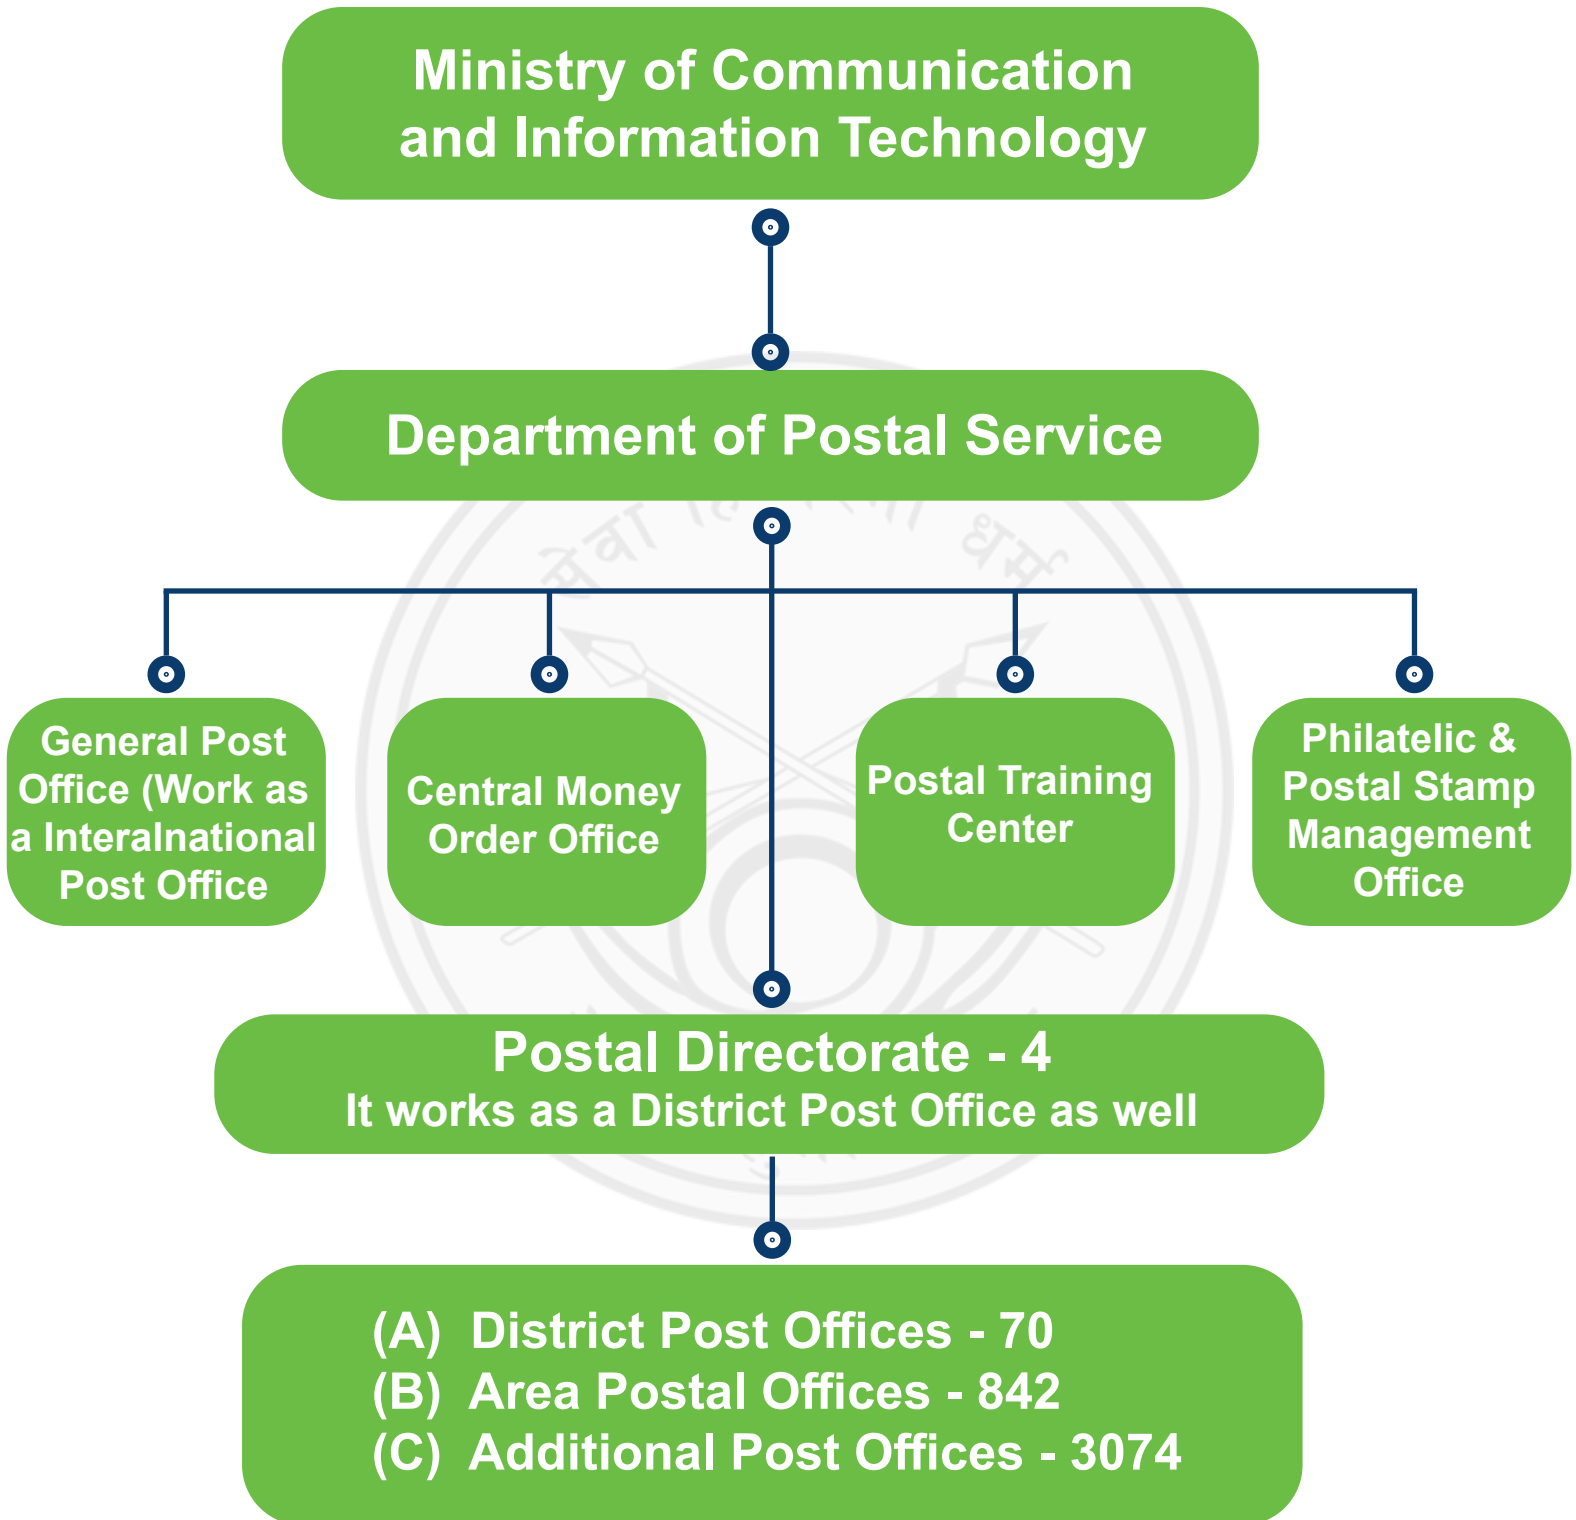 Ministry of Communication
and Information Technology
Department of Postal Service
सेवा
धर्म
General Post
Office (Work as
a Interalnational
Post Office
Central Money
Order Office
Postal Training
Center
Philatelic &
Postal Stamp
Management
Office
Postal Directorate - 4
It works as a District Post Office as well
(A) District Post Offices - 70
(B) Area Postal Offices - 842
(C) Additional Post Offices - 3074